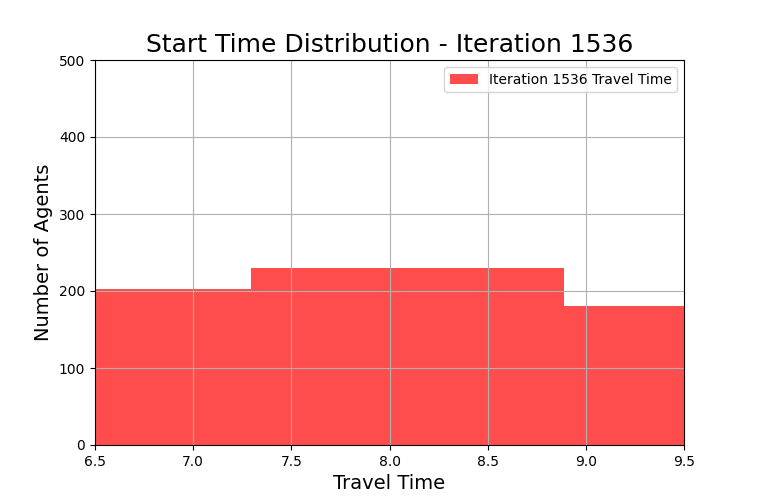 Start Time Distribution - Iteration 1536
500
Iteration 1536 Travel Time
400
300
200
100
0
Number of Agents
6.5 7.0 7.5 8.0 8.5 9.0 9.5
Travel Time